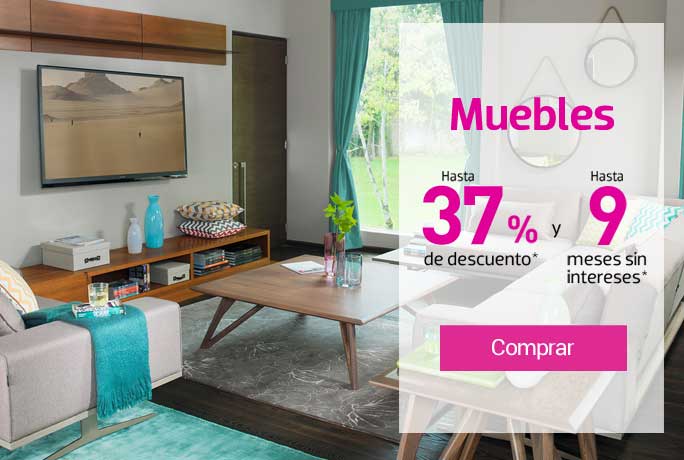 Muebles
Hasta
37%
de descuento*
y
Hasta
9
meses sin
intereses*
Comprar